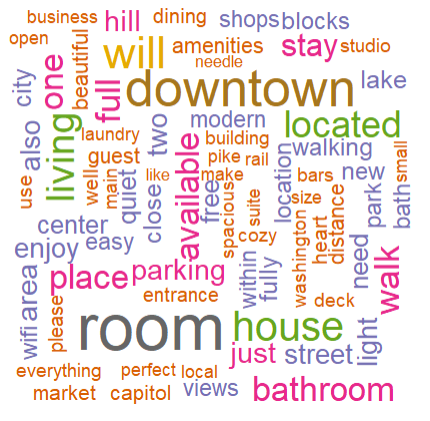 business
hill
dining
shops
blocks
open
beautiful
will
amenities
stay
studio
needle
city
one
full
downtown
lake
also
living
laundry
modern
located
two
building
guest
pike
rail
walking
well
available
make
location
bars
new
small
use
main
like
quiet
close
free
spacious
suite
size
park
bath
center
cozy
washington
heart
distance
enjoy
easy
place
parking
within
fully
need
walk
area
wifi
entrance
deck
please
room
house
light
just
street
everything
perfect
local
market
capitol
views
bathroom